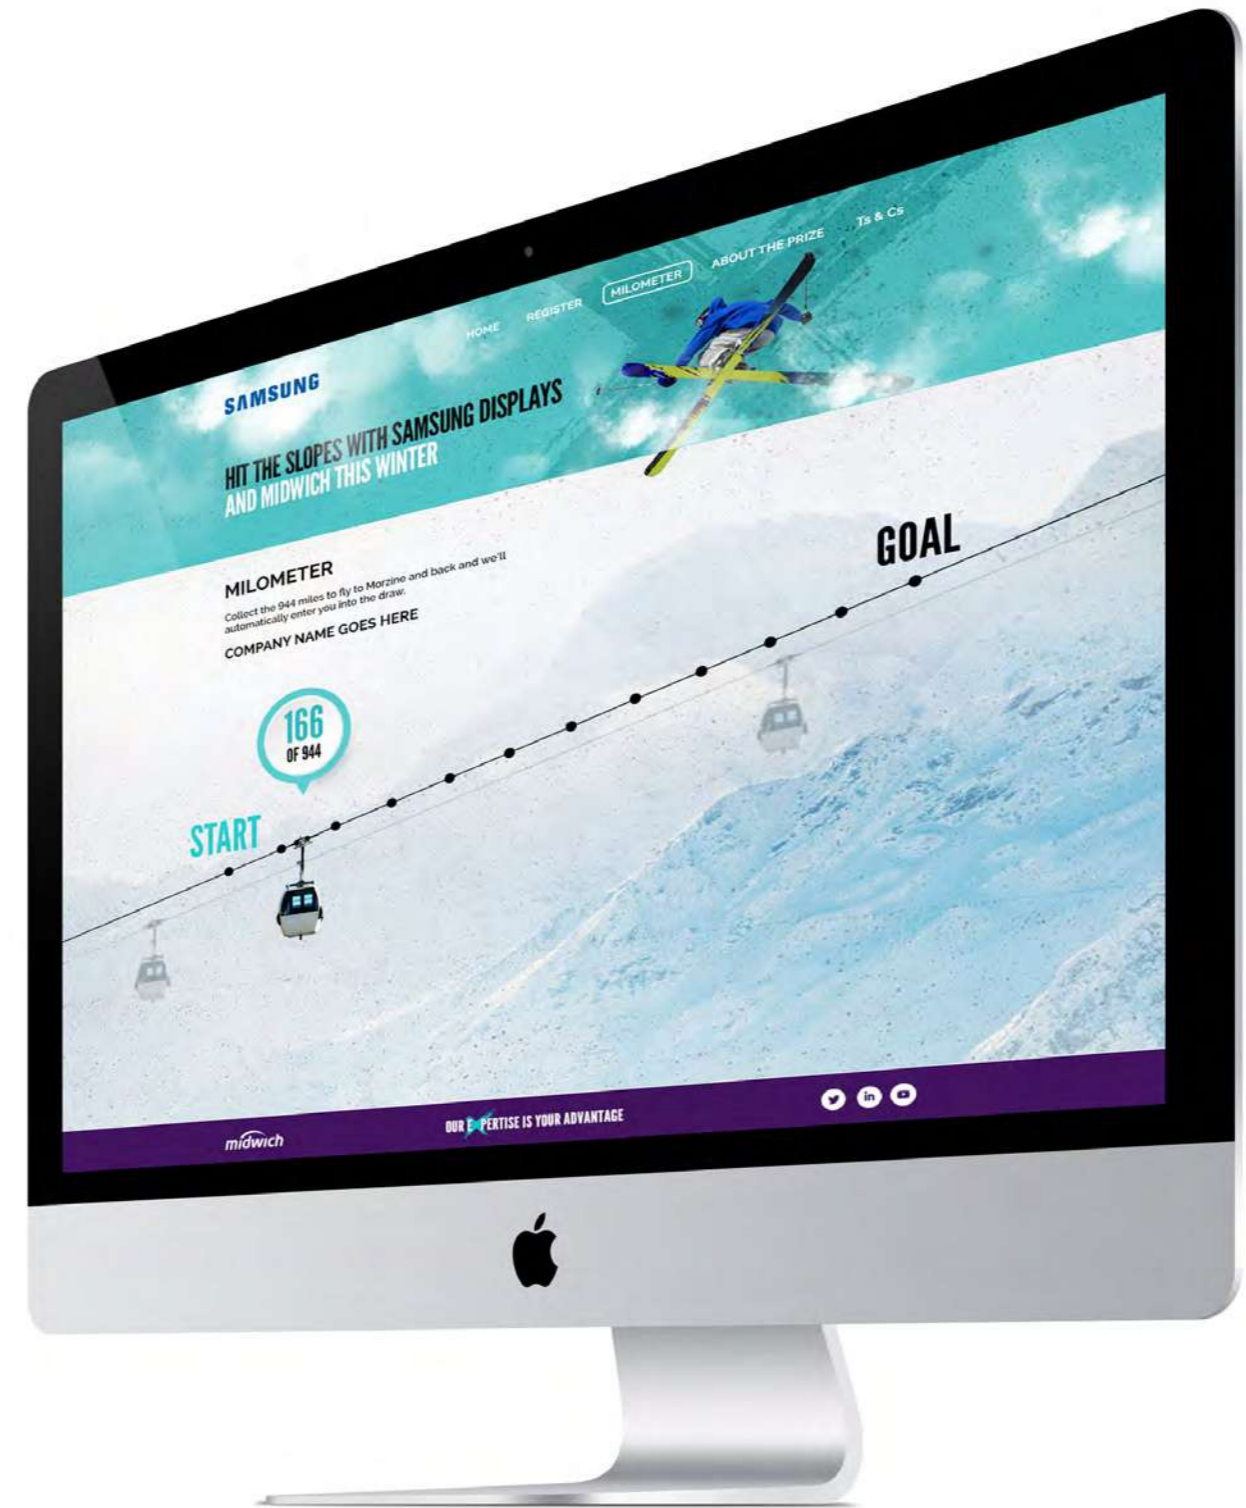 HOME
REGISTER
MILOMETER
ABOUT THE PRIZE
Ts & Cs
SAMSUNG
HIT THE SLOPES WITH SAMSUNG DISPLAYS
AND MIDWICH THIS WINTER
MILOMETER
Collect the 944 miles to fly to Morzine and back and we'll
automatically enter you into the draw.
COMPANY NAME GOES HERE
166
OF 944
START
GOAL
midwich
OUR EXPERTISE IS YOUR ADVANTAGE
in